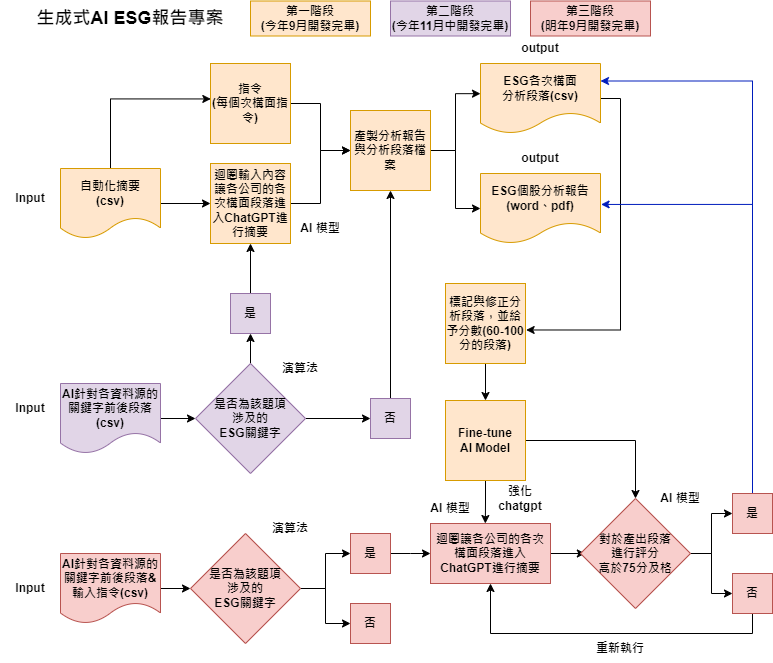 生成式AI ESG報告專案
第一階段
(今年9月開發完畢)
第二階段
(今年11月中開發完畢)
第三階段
(明年9月開發完畢)
output
指令
(每個次構面指
令)
ESG各次構面
分析段落(csv)
產製分析報告
與分析段落檔
案
output
Input
自動化摘要
(csv)
迴圈輸入內容
讓各公司的各
次構面段落進
入ChatGPT進
行摘要
AI 模型
ESG個股分析報告
(word、pdf)
是
標記與修正分
析段落，並給
予分數(60-100
分的段落)
演算法
Input
AI針對各資料源的
關鍵字前後段落
(csv)
是否為該題項
涉及的
ESG關鍵字
否
Fine-tune
AI Model
強化
chatgpt
AI 模型
AI 模型
演算法
Input
AI針對各資料源的
關鍵字前後段落&
輸入指令(csv)
是否為該題項
涉及的
ESG關鍵字
是
否
迴圈讓各公司的各次
構面段落進入
ChatGPT進行摘要
對於產出段落
進行評分
高於75分及格
是
否
重新執行